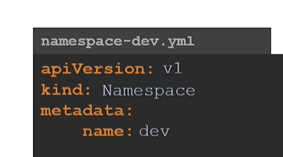 namespace-dev.yml
apiVersion: v1
kind: Namespace
metadata:
    name: dev